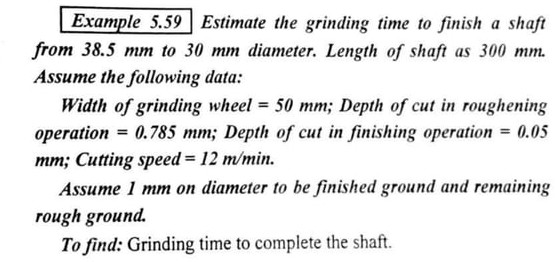 Example 5.59 Estimate the grinding time to finish a shaft
from 38.5 mm to 30 mm diameter. Length of shaft as 300 mm.
Assume the following data:
Width of grinding wheel = 50 mm; Depth of cut in roughening
operation = 0.785 mm; Depth of cut in finishing operation = 0.05
mm; Cutting speed = 12 m/min.
Assume 1 mm on diameter to be finished ground and remaining
rough ground.
To find: Grinding time to complete the shaft.